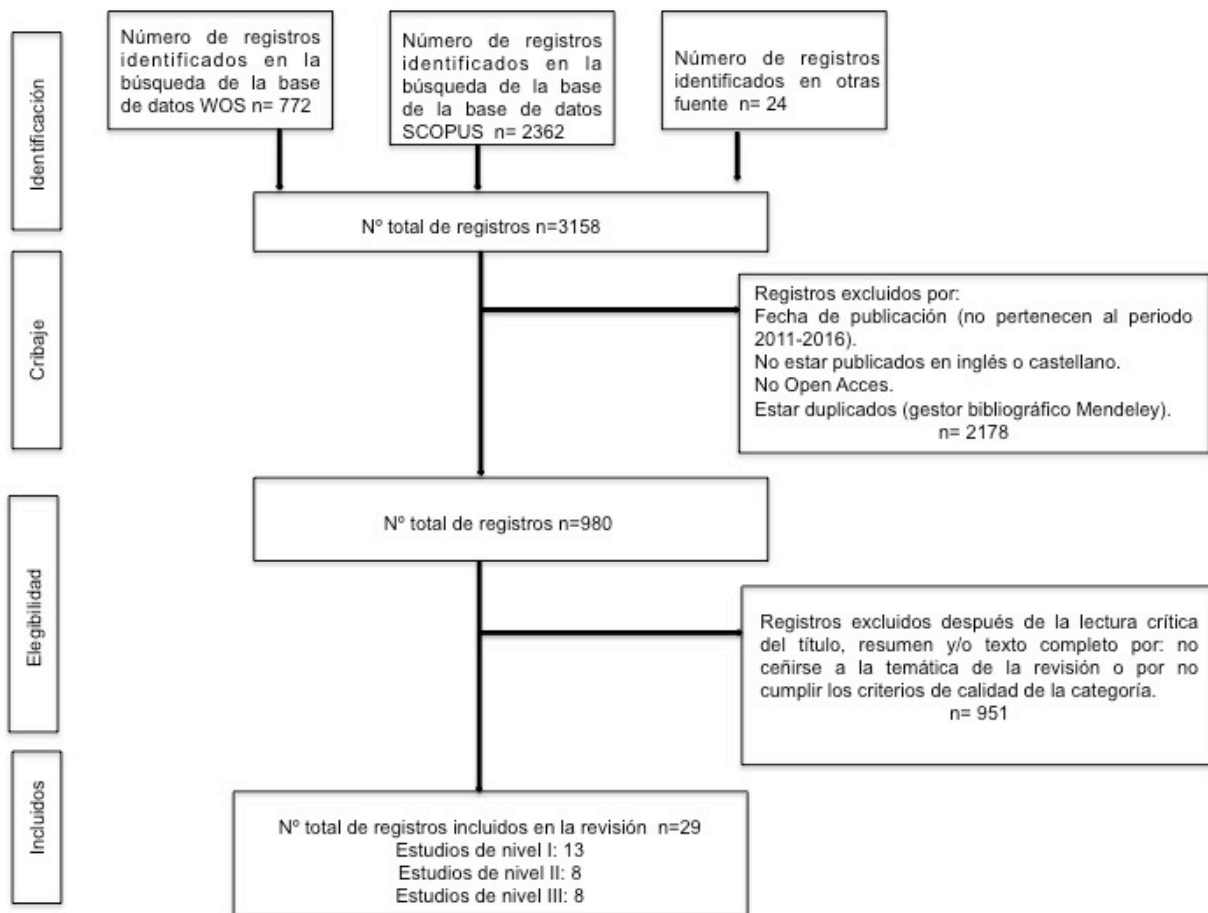 Identificación
Número de registros
identificados en la
búsqueda de la base
de datos WOS n= 772
Número de registros
identificados en la
búsqueda de la base
de la base de datos
SCOPUS n= 2362
Número de registros
identificados en otras
fuente n= 24
Nº total de registros n=3158
Cribaje
Registros excluidos por:
Fecha de publicación (no pertenecen al periodo
2011-2016).
No estar publicados en inglés o castellano.
No Open Acces.
Estar duplicados (gestor bibliográfico Mendeley).
n= 2178
Elegibilidad
Nº total de registros n=980
Registros excluidos después de la lectura crítica
del título, resumen y/o texto completo por: no
ceñirse a la temática de la revisión o por no
cumplir los criterios de calidad de la categoría.
n= 951
Incluidos
Nº total de registros incluidos en la revisión n=29
Estudios de nivel I: 13
Estudios de nivel II: 8
Estudios de nivel III: 8